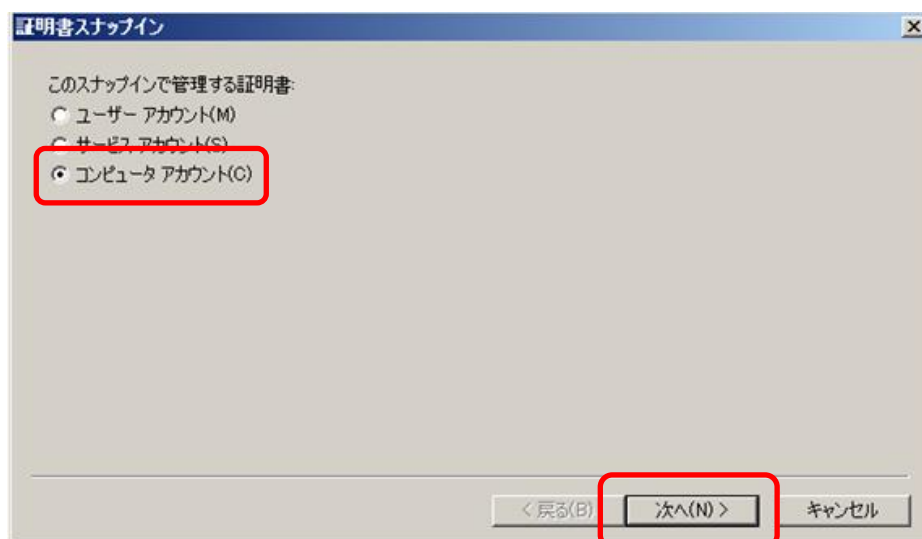 証明書スナップイン
このスナップインで管理する証明書:
ユーザー アカウント(M)
サービス アカウント(S)
コンピュータ アカウント(C)
< 戻る(B)
次へ(N) >
キャンセル